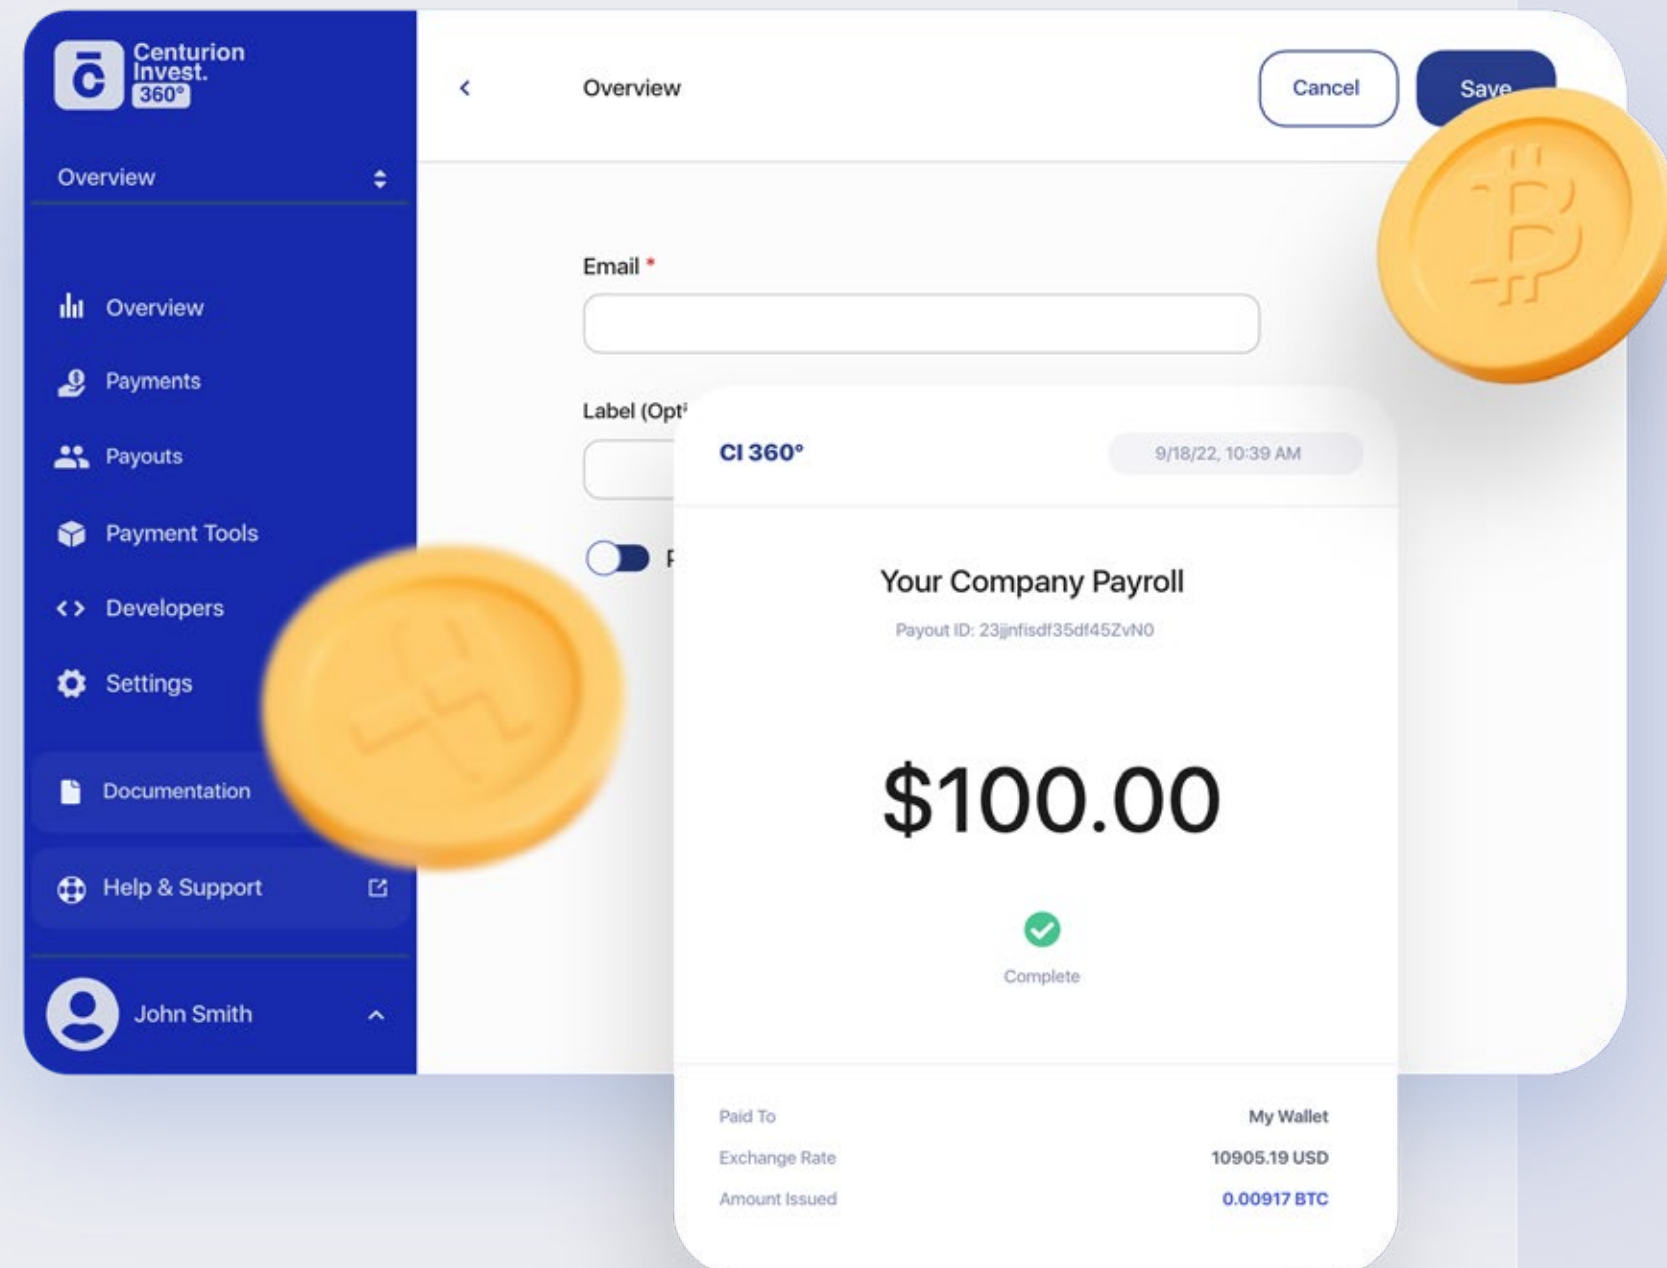 Centurion
Invest.
360°
Overview
Overview
Payments
Payouts
Payment Tools
Developers
Settings
Documentation
Help & Support
John Smith
Overview
Cancel
Save
Email *
Label
CI 360°
9/18/22, 10:39 AM
Your Company Payroll
Payout ID: 23jjnfisdf35df45ZvN0
$100.00
Complete
Paid To My Wallet
Exchange Rate 10905.19 USD
Amount Issued 0.00917 BTC